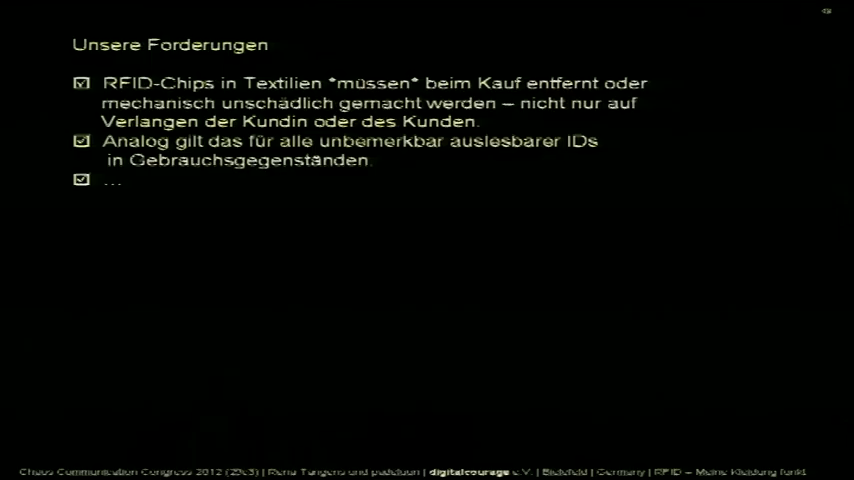 Unsere Forderungen
RFID-Chips in Textilien *müssen* beim Kauf entfernt oder
mechanisch unschädlich gemacht werden – nicht nur auf
Verlangen der Kundin oder des Kunden.
Analog gilt das für alle unbemerkbar auslesbarer IDs
in Gebrauchsgegenständen.
...
Chaos Communication Congress 2012 (29c3) | Rena Tangens und padeluun | digitalcourage e.V. | Bielefeld | Germany | RFID – Meine Kleidung funkt